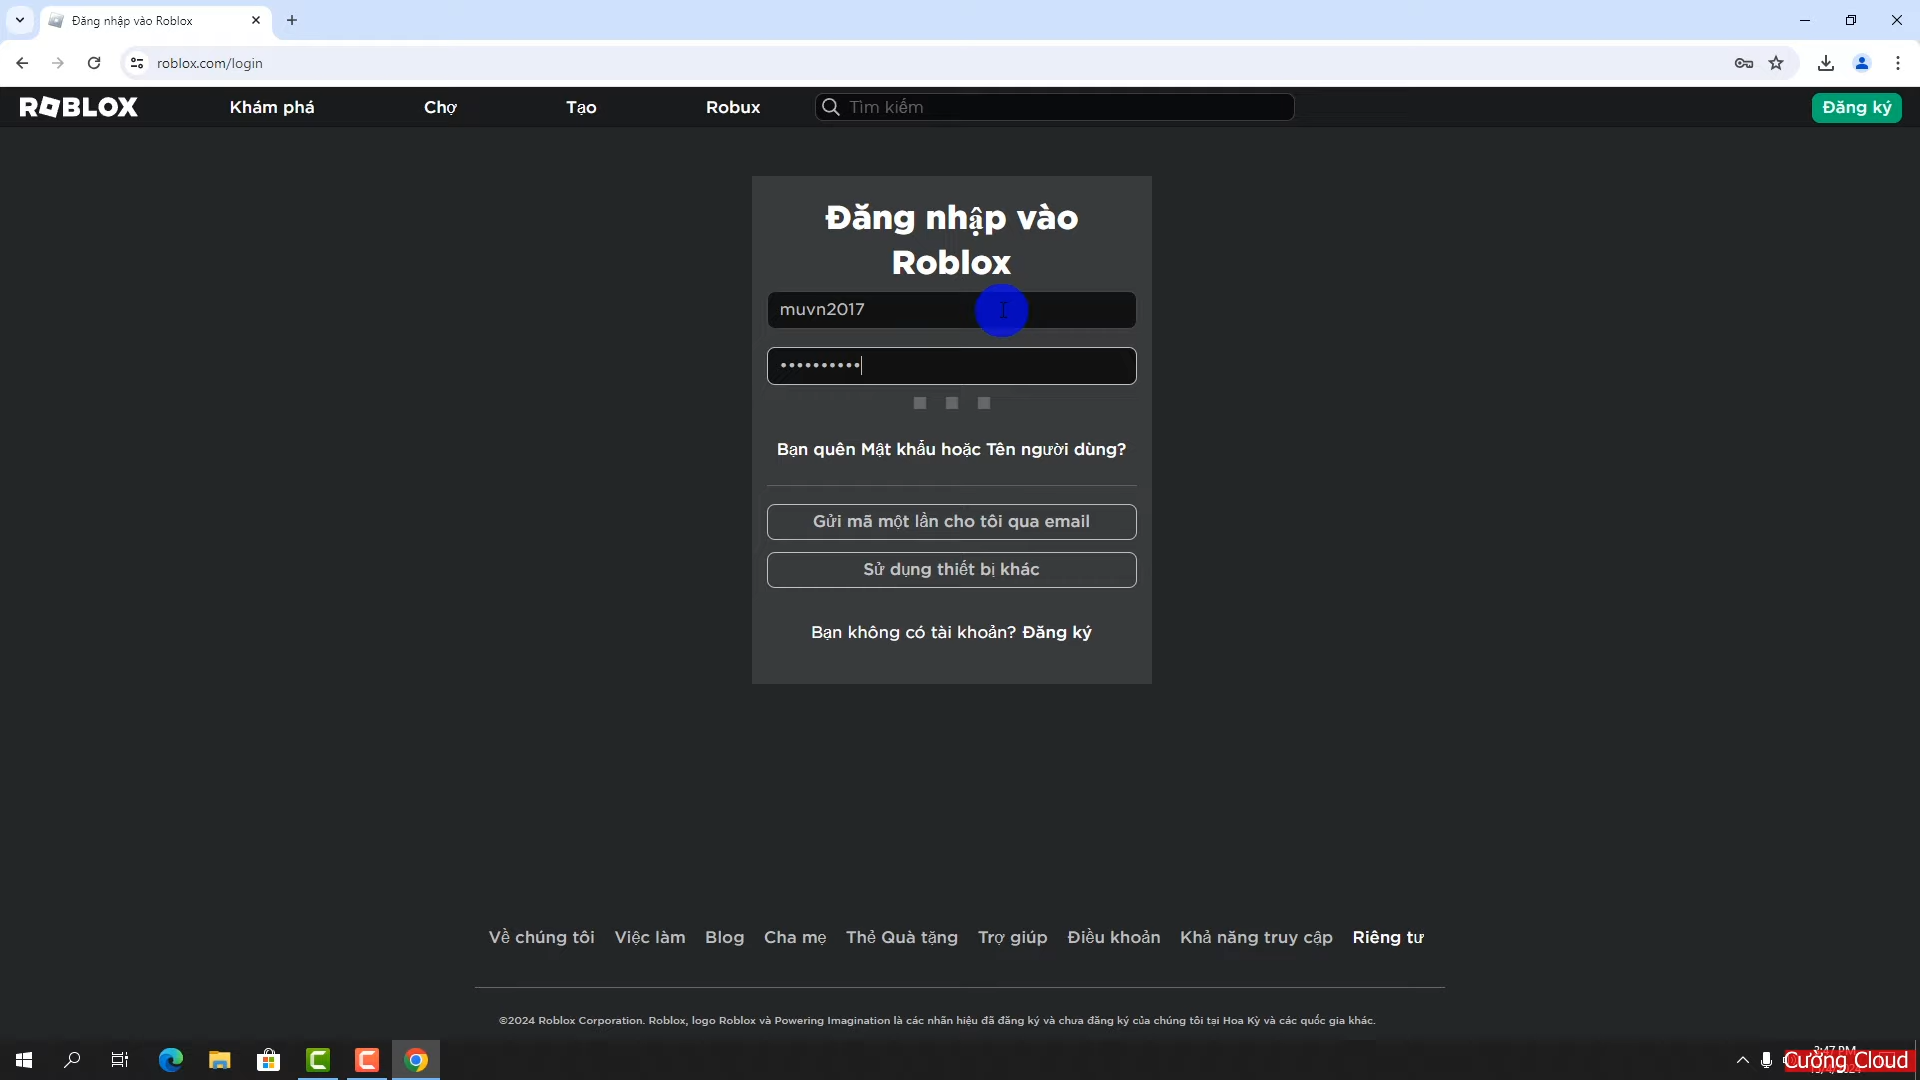 Đăng nhập vào Roblox
roblox.com/login
ROBLOX
Khám phá
Chợ
Tạo
Robux
Tìm kiếm
Đăng ký
Đăng nhập vào
Roblox
muvn2017
••••••••••
Bạn quên Mật khẩu hoặc Tên người dùng?
Gửi mã một lần cho tôi qua email
Sử dụng thiết bị khác
Bạn không có tài khoản? Đăng ký
Về chúng tôi
Việc làm
Blog
Cha mẹ
Thẻ Quà tặng
Trợ giúp
Điều khoản
Khả năng truy cập
Riêng tư
©2024 Roblox Corporation. Roblox, logo Roblox và Powering Imagination là các nhãn hiệu đã đăng ký và chưa đăng ký của chúng tôi tại Hoa Kỳ và các quốc gia khác.
Cường Cloud